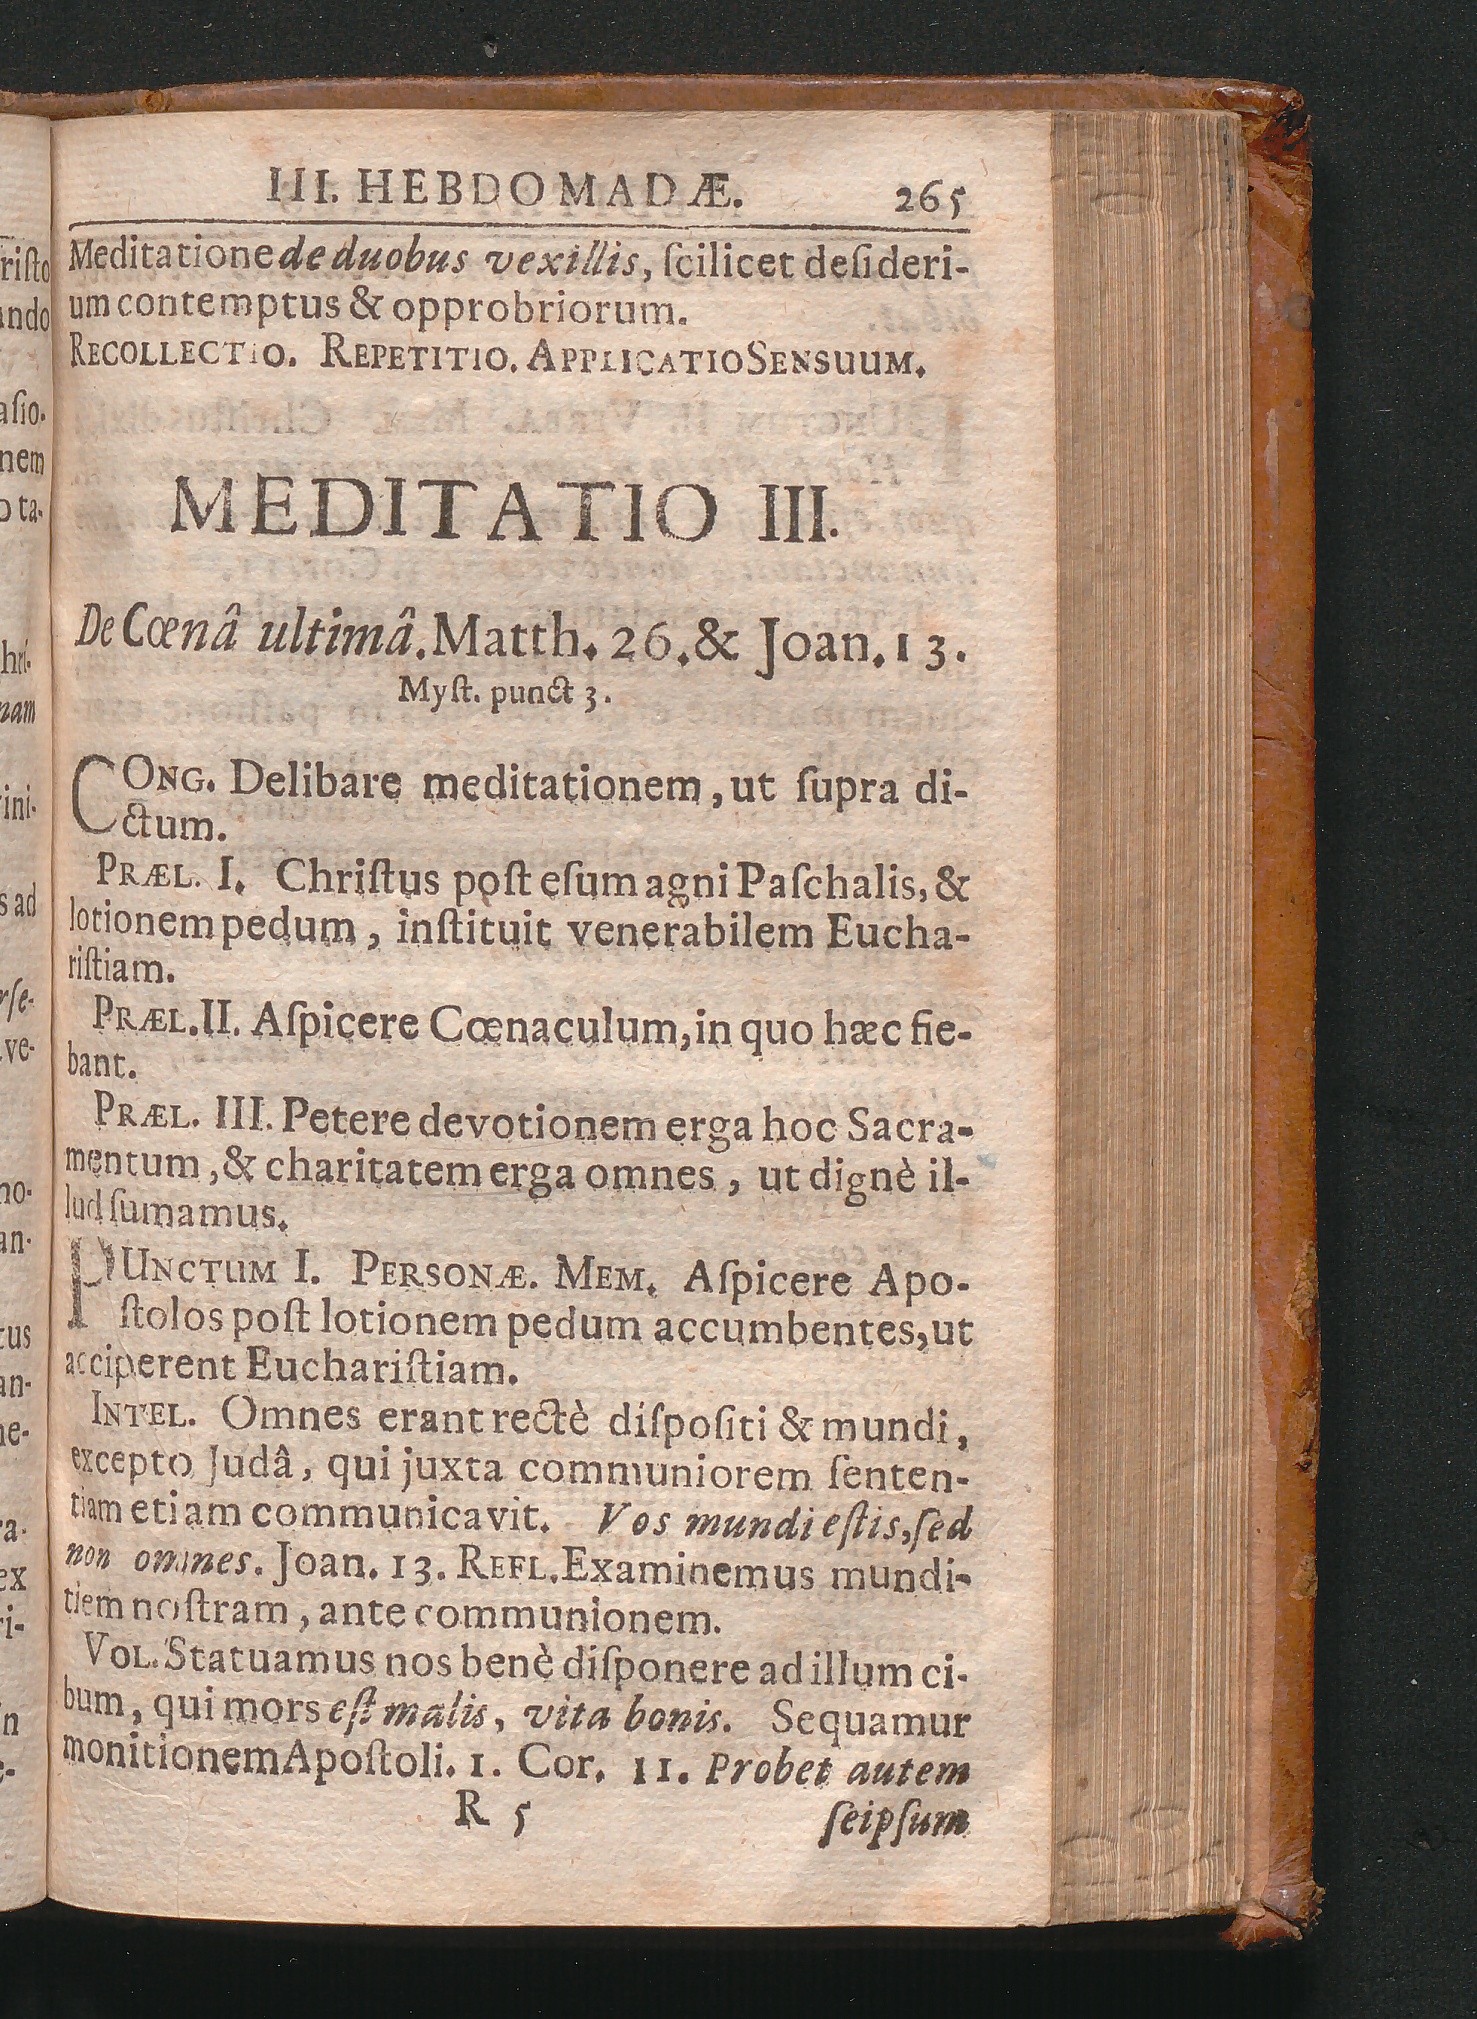 III. HEBDOMADÆ. 265
Meditatione de duobus vexillis, ſcilicet deſideri-
um contemptus & opprobriorum.
RECOLLECTIO. REPETITIO. APPLICATIO SENSUUM.
MEDITATIO III.
De Cœnâ ultimâ. Matth. 26. & Joan. 13.
Myſt. punct 3.
CONG. Delibare meditationem, ut ſupra di-
ctum.
PRÆL. I. Chriſtus poſt eſum agni Paſchalis, &
lotionem pedum, inſtituit venerabilem Eucha-
riſtiam.
PRÆL. II. Aſpicere Cœnaculum, in quo hæc fie-
bant.
PRÆL. III. Petere devotionem erga hoc Sacra-
mentum, & charitatem erga omnes, ut dignè il-
lud ſumamus.
PUNCTUM I. PERSONÆ. MEM. Aſpicere Apo-
ſtolos poſt lotionem pedum accumbentes, ut
acciperent Euchariſtiam.
INTEL. Omnes erant rectè diſpoſiti & mundi,
excepto Judâ, qui juxta communiorem ſenten-
tiam etiam communicavit. Vos mundi eſtis, ſed
non omnes. Joan. 13. REFL. Examinemus mundi-
tiem noſtram, ante communionem.
VOL. Statuamus nos benè diſponere ad illum ci-
bum, qui mors eſt malis, vita bonis. Sequamur
monitionem Apoſtoli. 1. Cor. 11. Probet autem
R 5 ſeipſum